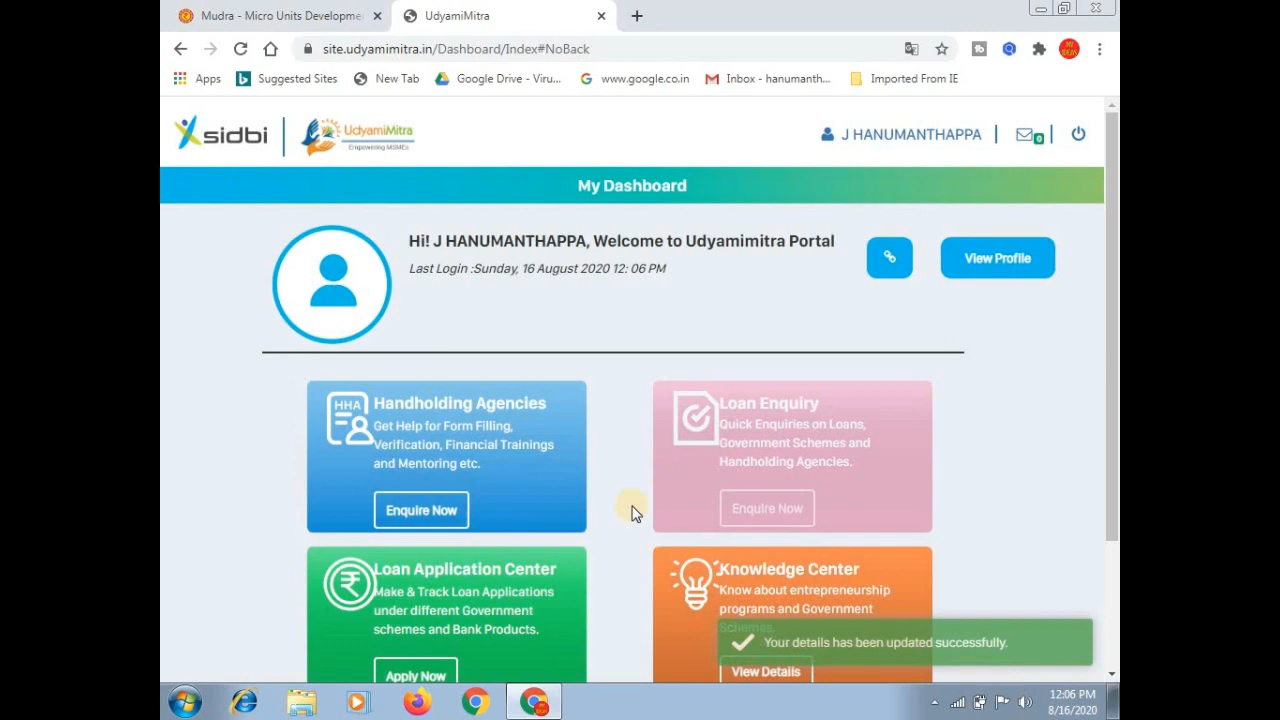 Mudra - Micro Units Developme
UdyamiMitra
site.udyamimitra.in/Dashboard/Index#NoBack
Apps
Suggested Sites
New Tab
Google Drive - Viru...
www.google.co.in
Inbox - hanumanth...
Imported From IE
sidbi
UdyamiMitra
Empowering MSMEs
J HANUMANTHAPPA
0
My Dashboard
Hi! J HANUMANTHAPPA, Welcome to Udyamimitra Portal
Last Login :Sunday, 16 August 2020 12: 06 PM
View Profile
HHA
Handholding Agencies
Get Help for Form Filling,
Verification, Financial Trainings
and Mentoring etc.
Enquire Now
Loan Enquiry
Quick Enquiries on Loans,
Government Schemes and
Handholding Agencies.
Enquire Now
₹
Loan Application Center
Make & Track Loan Applications
under different Government
schemes and Bank Products.
Apply Now
Knowledge Center
Know about entrepreneurship
programs and Government
Schemes.
Your details has been updated successfully.
View Details
12:06 PM
8/16/2020